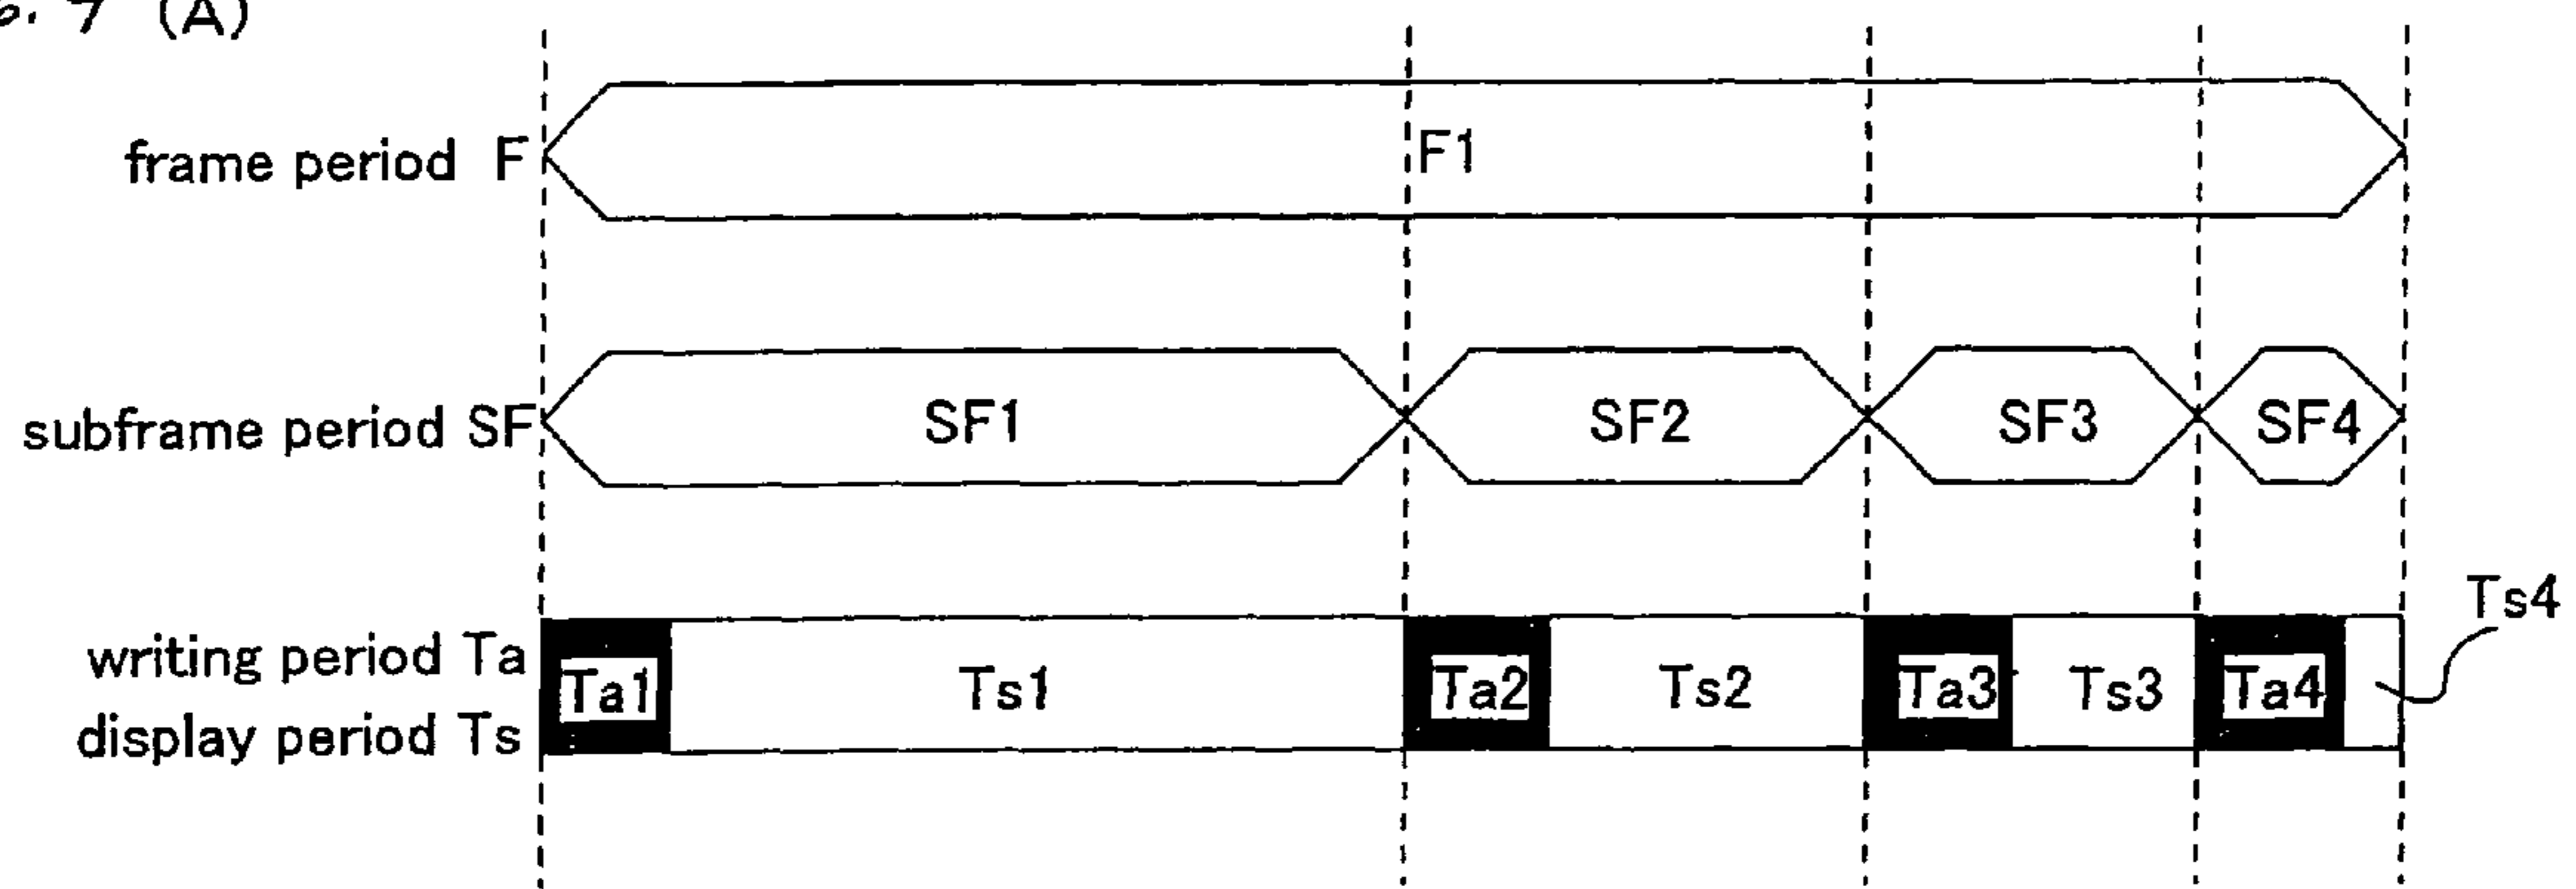 7 (A)
frame period F
F1
subframe period SF
SF1
SF2
SF3
SF4
Ts4
writing period Ta
display period Ts
Ta1
Ts1
Ta2
Ts2
Ta3
Ts3
Ta4